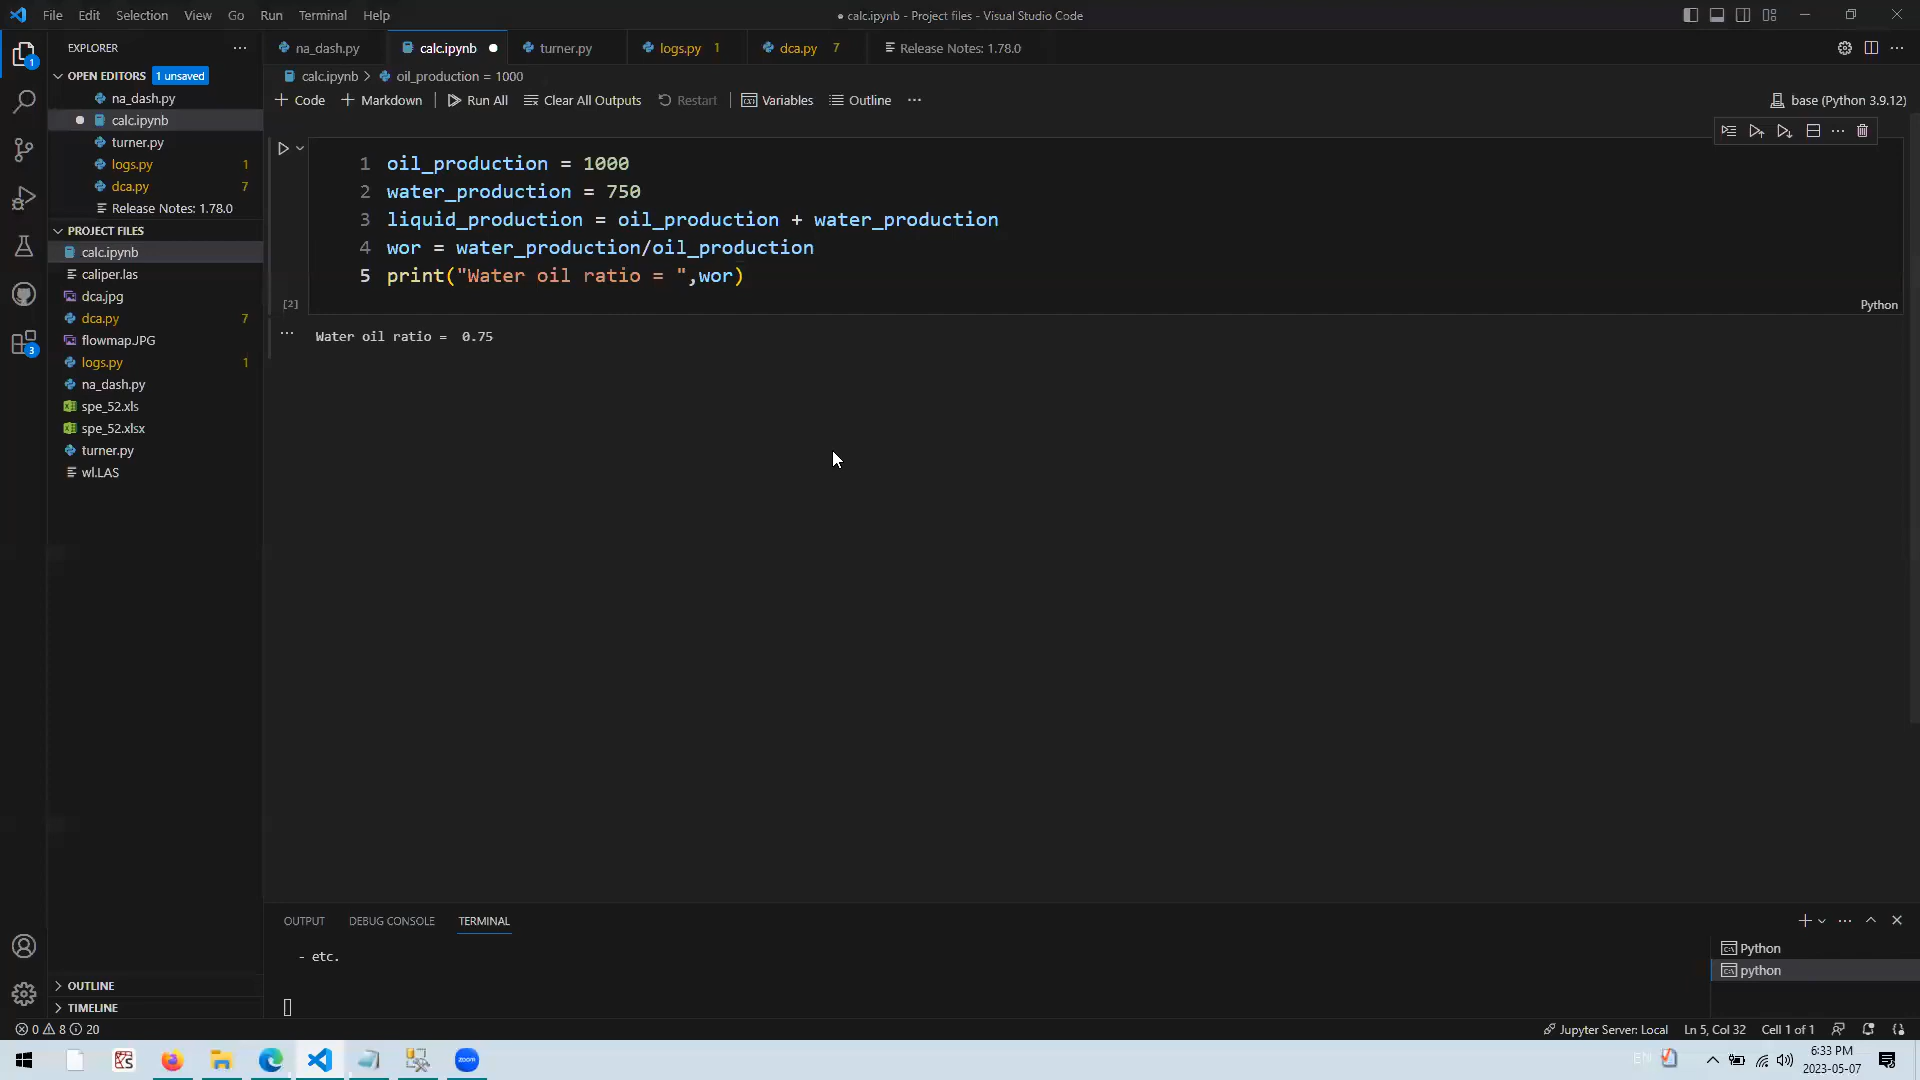 File Edit Selection View Go Run Terminal Help
● calc.ipynb - Project files - Visual Studio Code
EXPLORER
na_dash.py calc.ipynb turner.py logs.py 1 dca.py 7 Release Notes: 1.78.0
OPEN EDITORS 1 unsaved
na_dash.py
calc.ipynb
turner.py
logs.py 1
dca.py 7
Release Notes: 1.78.0
PROJECT FILES
calc.ipynb
caliper.las
dca.jpg
dca.py 7
flowmap.JPG
logs.py 1
na_dash.py
spe_52.xls
spe_52.xlsx
turner.py
wl.LAS
OUTLINE
TIMELINE
calc.ipynb > oil_production = 1000
+ Code + Markdown Run All Clear All Outputs Restart Variables Outline ...
base (Python 3.9.12)
1 oil_production = 1000
2 water_production = 750
3 liquid_production = oil_production + water_production
4 wor = water_production/oil_production
5 print("Water oil ratio = ",wor)
[2]
Python
Water oil ratio =  0.75
OUTPUT DEBUG CONSOLE TERMINAL
- etc.
Python
python
0 8 20
Jupyter Server: Local Ln 5, Col 32 Cell 1 of 1
1
3
zoom
EN
6:33 PM
2023-05-07